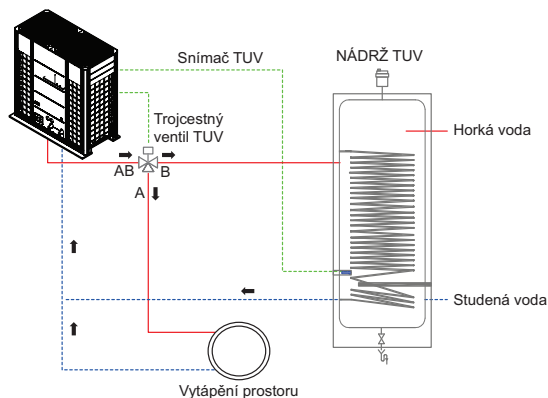 Snímač TUV
NÁDRŽ TUV
Trojcestný
ventil TUV
Horká voda
AB
B
A
Studená voda
Vytápění prostoru